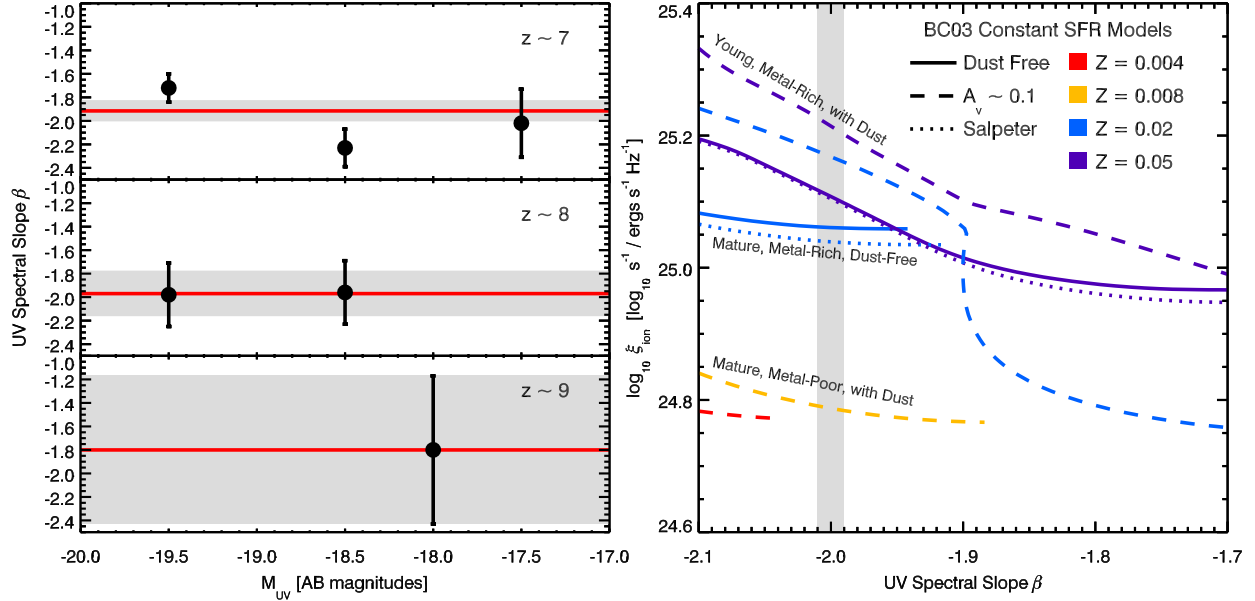 -1.0
-1.2
-1.4
-1.6
-1.8
-2.0
-2.2
-2.4
z ~ 7
-1.0
-1.2
-1.4
-1.6
-1.8
-2.0
-2.2
-2.4
z ~ 8
-1.0
-1.2
-1.4
-1.6
-1.8
-2.0
-2.2
-2.4
z ~ 9
UV Spectral Slope β
-20.0 -19.5 -19.0 -18.5 -18.0 -17.5 -17.0
M_UV [AB magnitudes]
25.4
25.2
25.0
24.8
24.6
log₁₀ ξ_ion [log₁₀ s⁻¹ / ergs s⁻¹ Hz⁻¹]
BC03 Constant SFR Models
Dust Free
A_v ~ 0.1
Salpeter
Z = 0.004
Z = 0.008
Z = 0.02
Z = 0.05
Young, Metal-Rich, with Dust
Mature, Metal-Rich, Dust-Free
Mature, Metal-Poor, with Dust
-2.1 -2.0 -1.9 -1.8 -1.7
UV Spectral Slope β